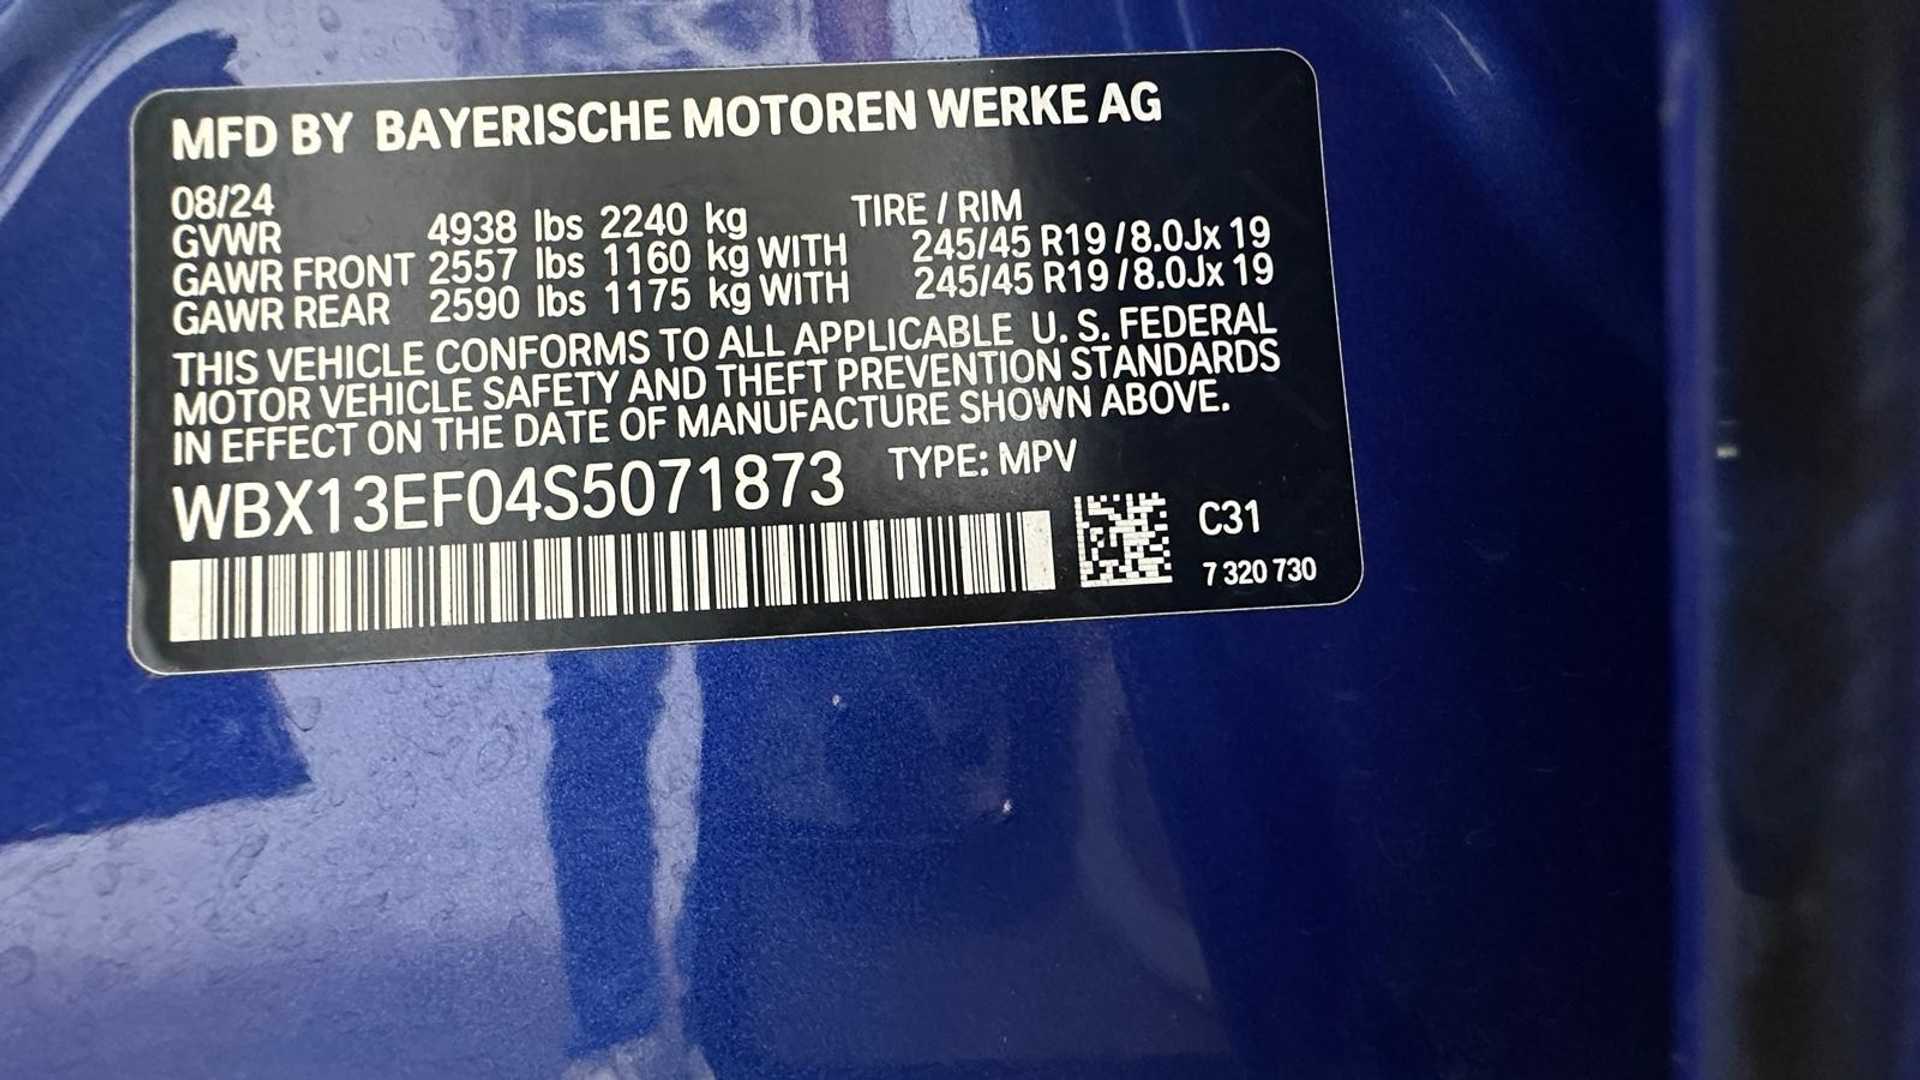 MFD BY BAYERISCHE MOTOREN WERKE AG
08/24
GVWR 4938 lbs 2240 kg TIRE / RIM
GAWR FRONT 2557 lbs 1160 kg WITH 245/45 R19 / 8.0Jx 19
GAWR REAR 2590 lbs 1175 kg WITH 245/45 R19 / 8.0Jx 19
THIS VEHICLE CONFORMS TO ALL APPLICABLE U. S. FEDERAL
MOTOR VEHICLE SAFETY AND THEFT PREVENTION STANDARDS
IN EFFECT ON THE DATE OF MANUFACTURE SHOWN ABOVE.
WBX13EF04S5071873 TYPE: MPV
C31
7 320 730